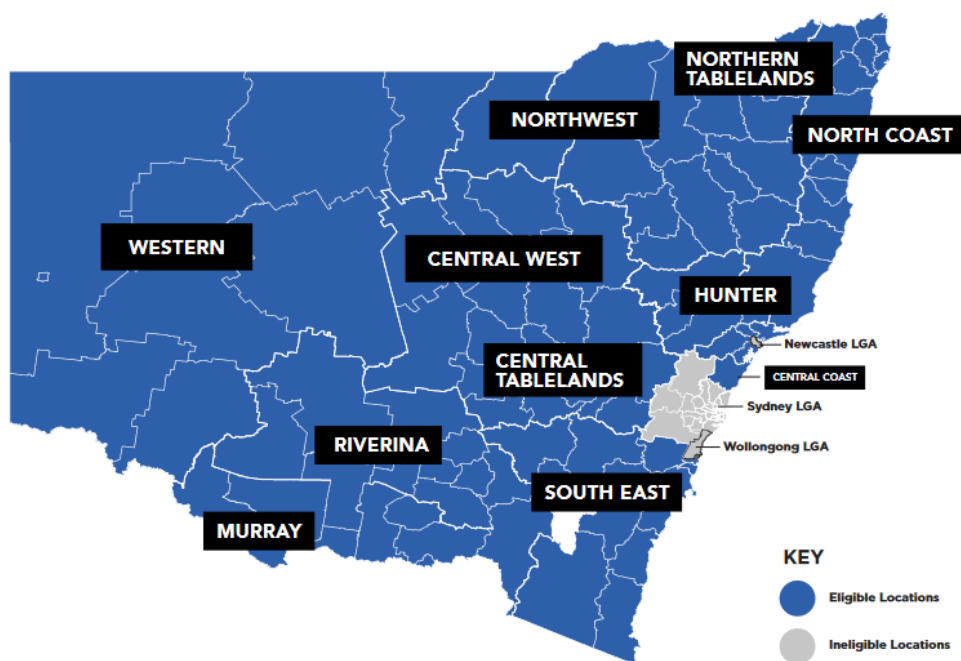 NORTHERN
TABLELANDS
NORTHWEST
NORTH COAST
WESTERN
CENTRAL WEST
HUNTER
Newcastle LGA
CENTRAL
TABLELANDS
CENTRAL COAST
Sydney LGA
RIVERINA
Wollongong LGA
SOUTH EAST
MURRAY
KEY
Eligible Locations
Ineligible Locations